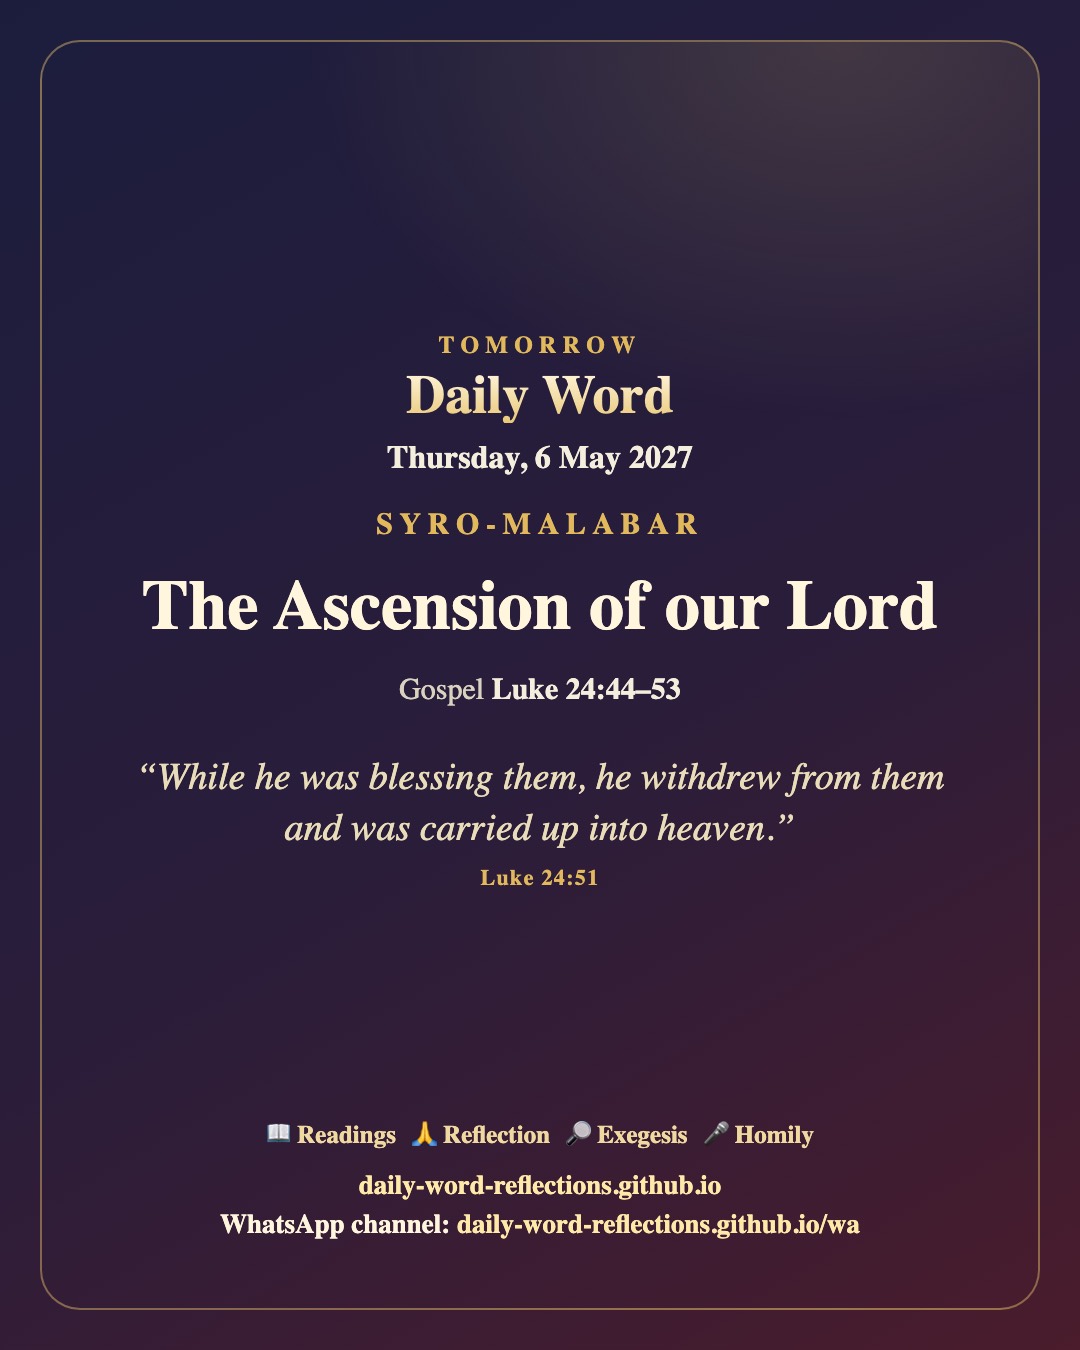 TOMORROW
Daily Word
Thursday, 6 May 2027
SYRO-MALABAR
The Ascension of our Lord
Gospel Luke 24:44–53
“While he was blessing them, he withdrew from them
and was carried up into heaven.”
Luke 24:51
📖 Readings 🙏 Reflection 🔎 Exegesis 🎤 Homily
daily-word-reflections.github.io
WhatsApp channel: daily-word-reflections.github.io/wa